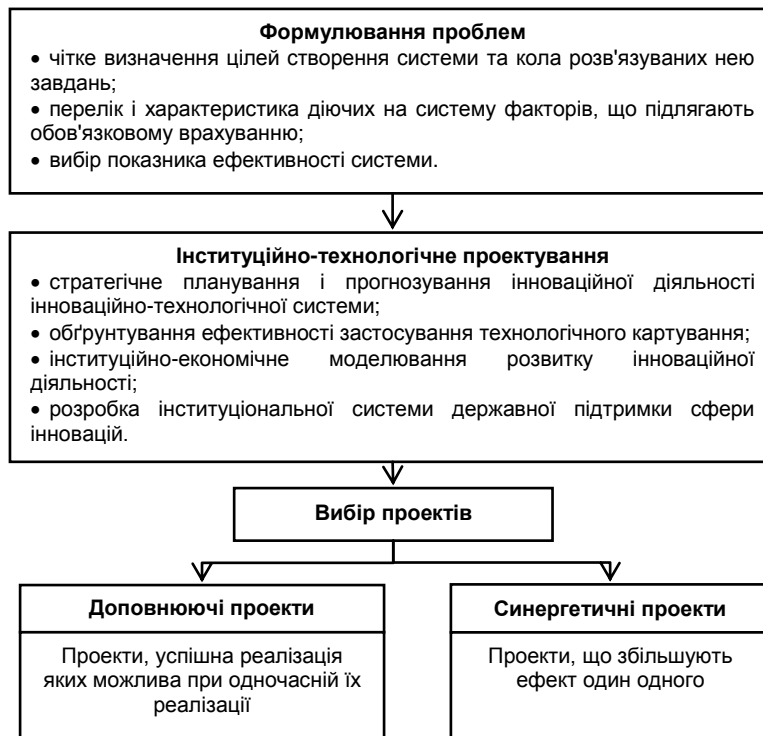 Формулювання проблем
• чітке визначення цілей створення системи та кола розв'язуваних нею
завдань;
• перелік і характеристика діючих на систему факторів, що підлягають
обов'язковому врахуванню;
• вибір показника ефективності системи.
Інституційно-технологічне проектування
• стратегічне планування і прогнозування інноваційної діяльності
інноваційно-технологічної системи;
• обґрунтування ефективності застосування технологічного картування;
• інституційно-економічне моделювання розвитку інноваційної
діяльності;
• розробка інституціональної системи державної підтримки сфери
інновацій.
Вибір проектів
Доповнюючі проекти
Проекти, успішна реалізація
яких можлива при одночасній їх
реалізації
Синергетичні проекти
Проекти, що збільшують
ефект один одного